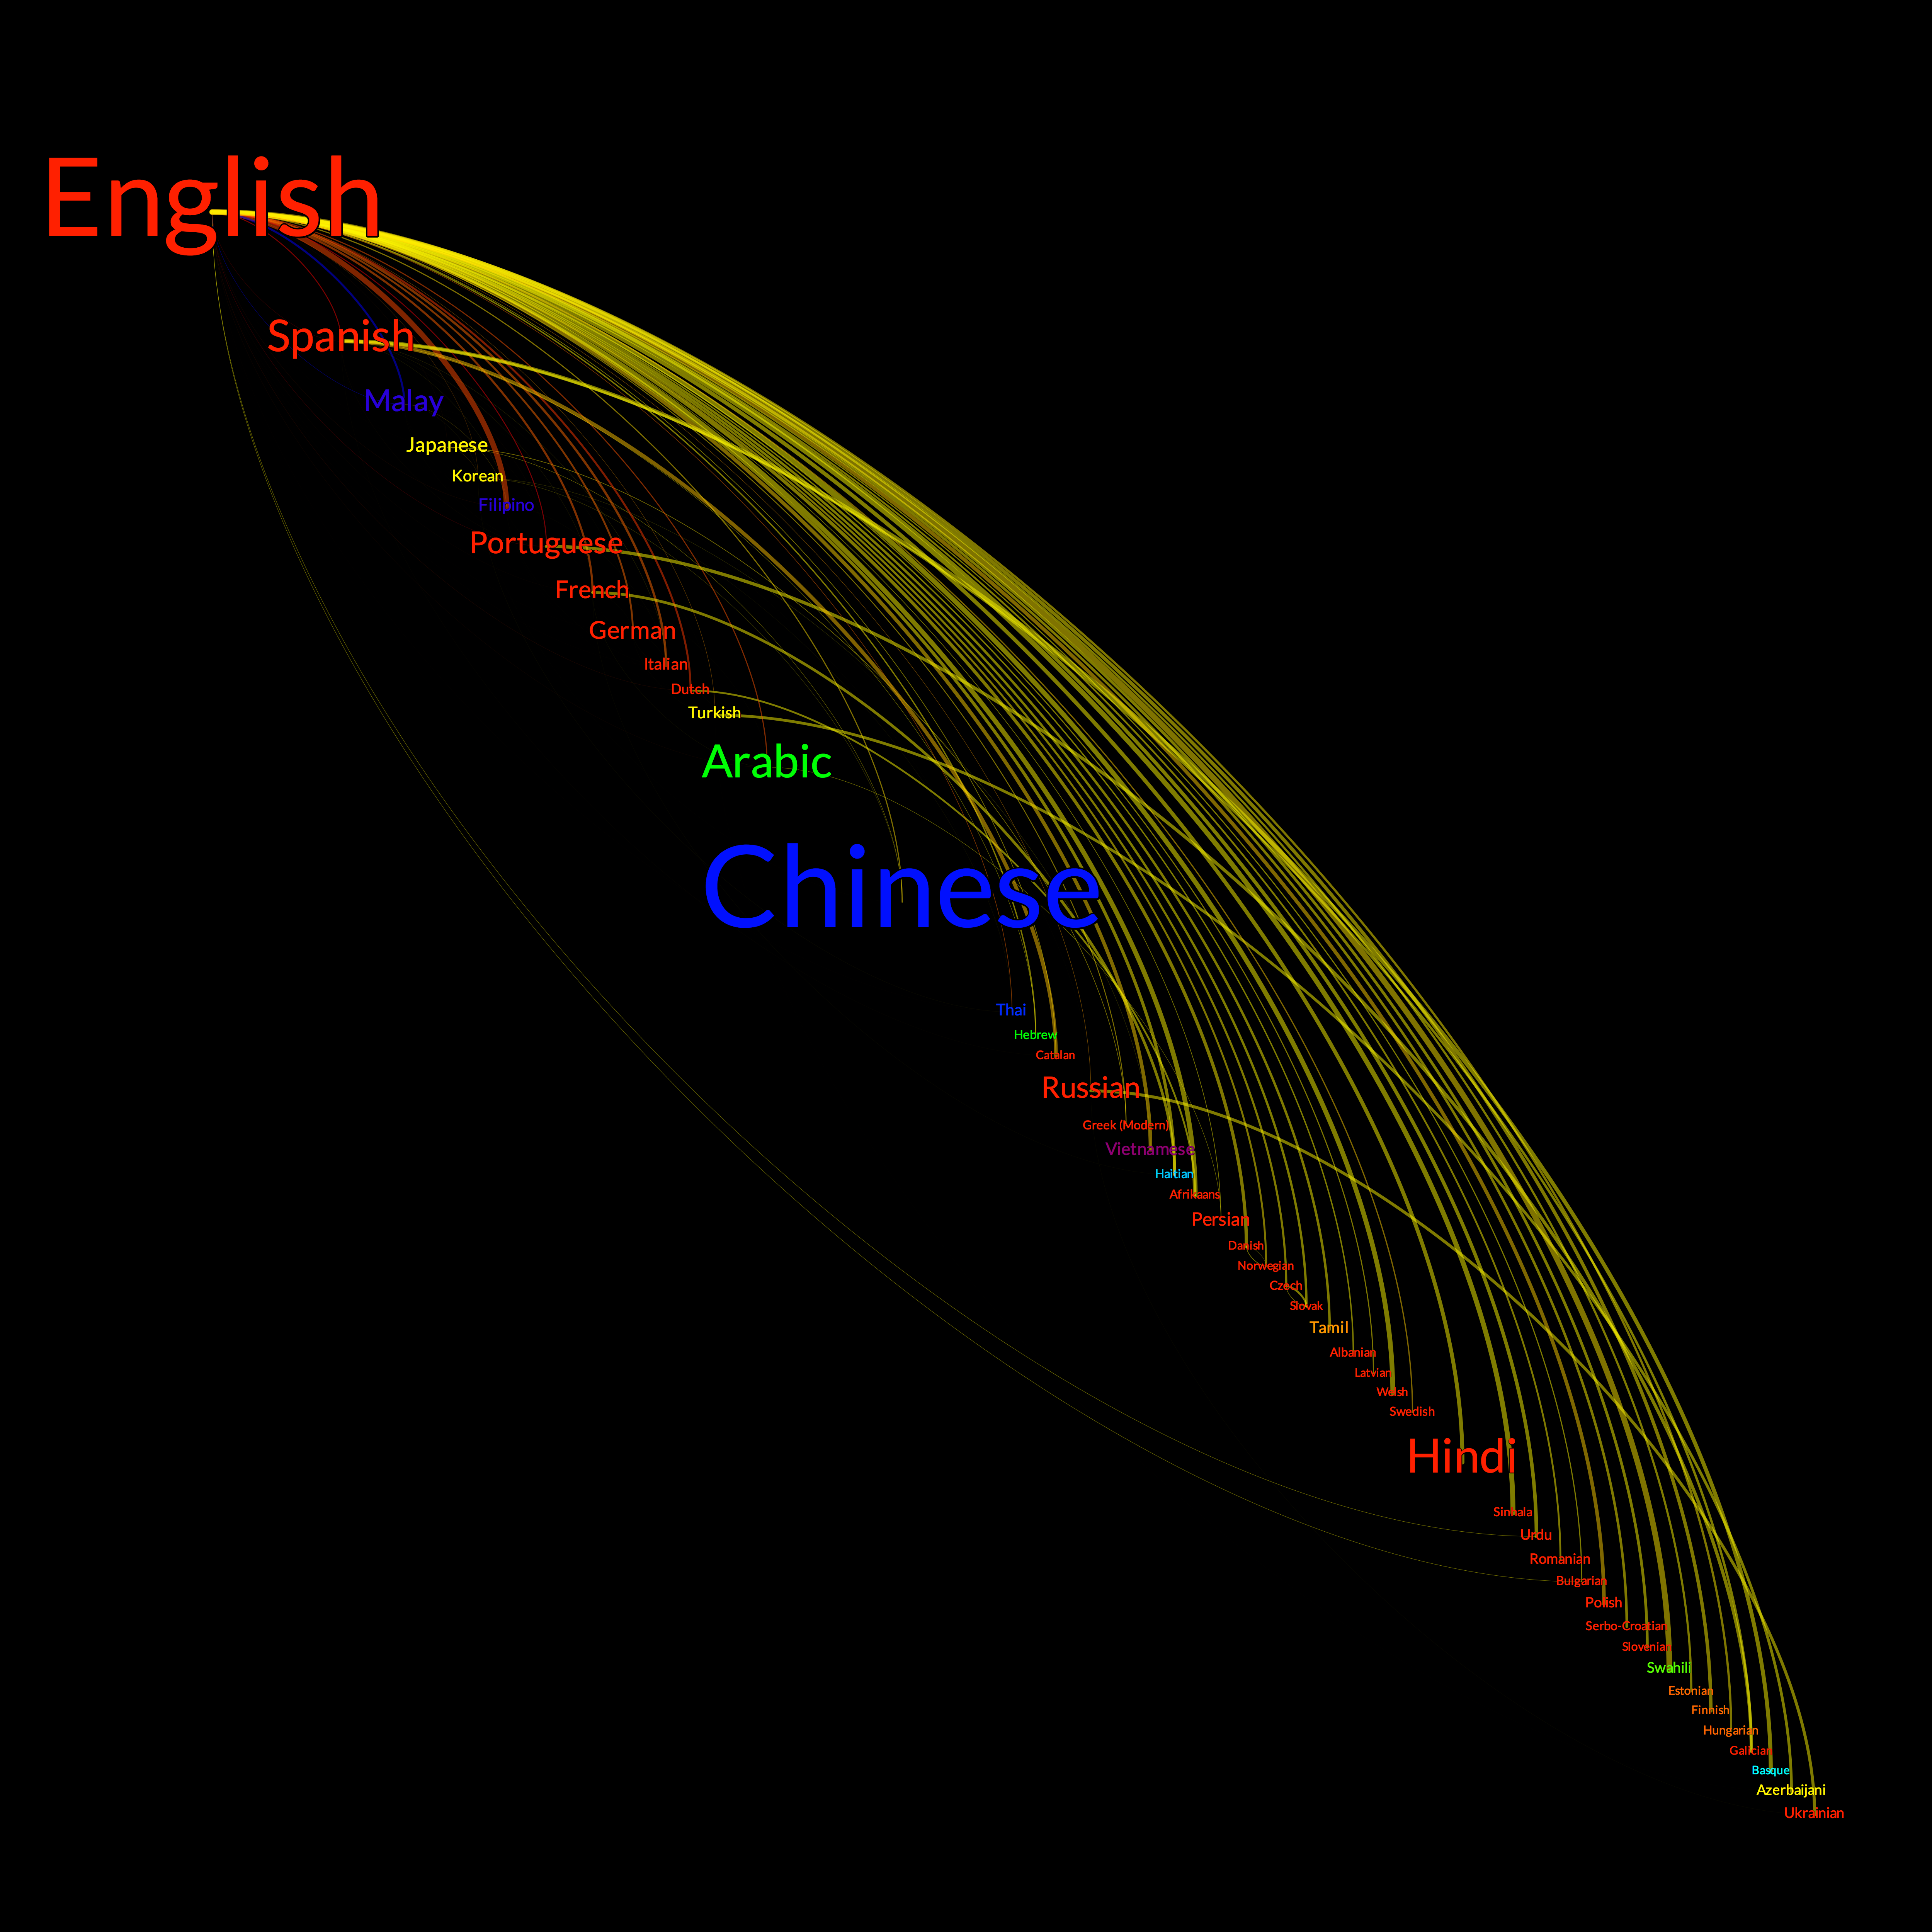 English
Spanish
Malay
Japanese
Korean
Filipino
Portuguese
French
German
Italian
Dutch
Turkish
Arabic
Chinese
Thai
Hebrew
Catalan
Russian
Greek (Modern)
Vietnamese
Haitian
Afrikaans
Persian
Danish
Norwegian
Czech
Slovak
Tamil
Albanian
Latvian
Welsh
Swedish
Hindi
Sinhala
Urdu
Romanian
Bulgarian
Polish
Serbo-Croatian
Slovenian
Swahili
Estonian
Finnish
Hungarian
Galician
Basque
Azerbaijani
Ukrainian